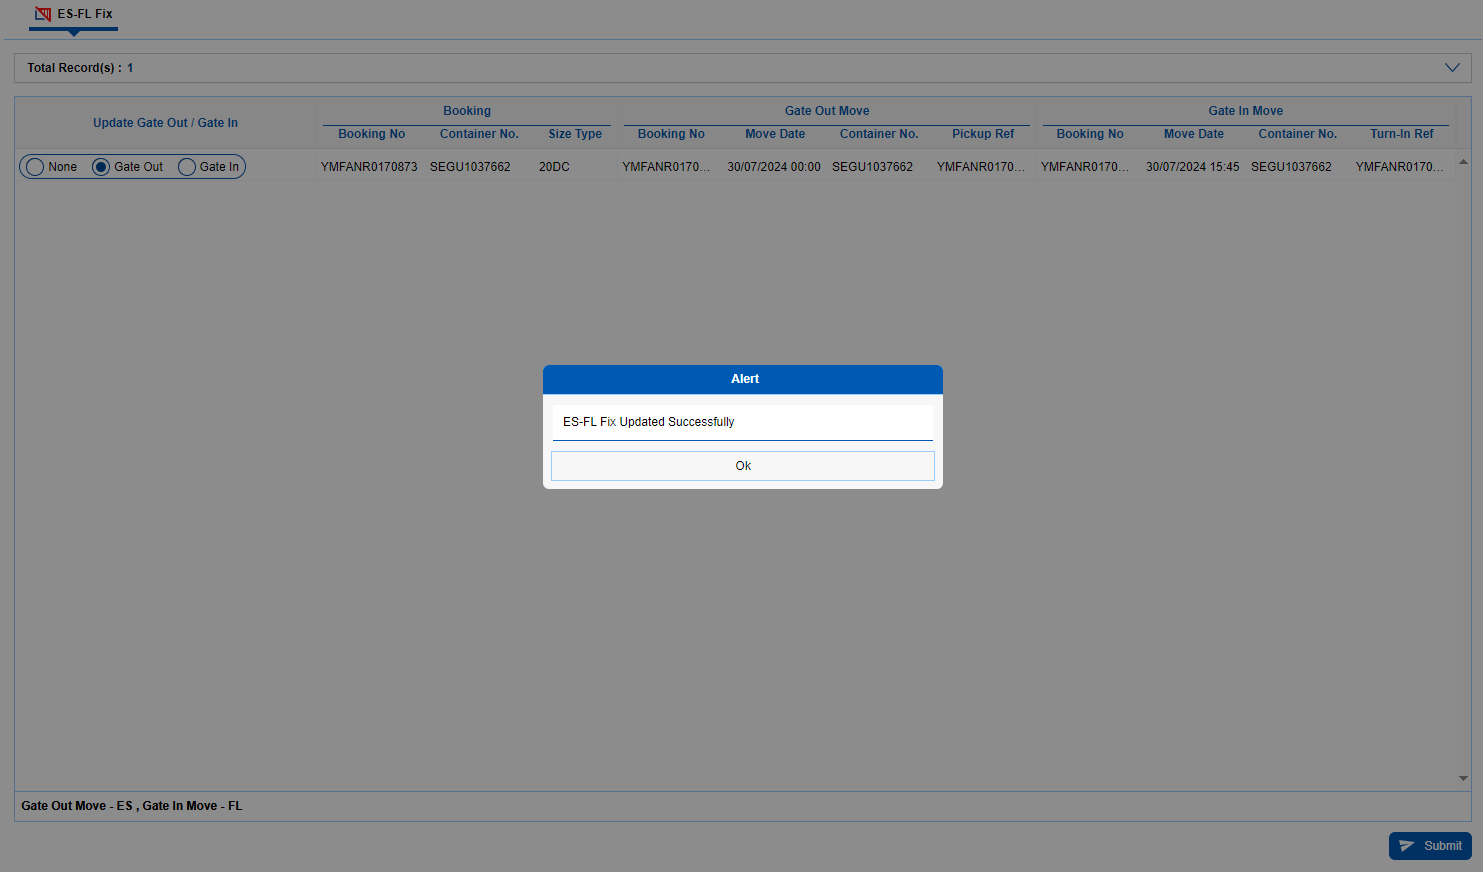 ES-FL Fix
Total Record(s) : 1
Update Gate Out / Gate In
Booking
Gate Out Move
Gate In Move
Booking No Container No. Size Type Booking No Move Date Container No. Pickup Ref Booking No Move Date Container No. Turn-In Ref
None Gate Out Gate In YMFANR0170873 SEGU1037662 20DC YMFANR0170... 30/07/2024 00:00 SEGU1037662 YMFANR0170... YMFANR0170... 30/07/2024 15:45 SEGU1037662 YMFANR0170...
Alert
ES-FL Fix Updated Successfully
Ok
Gate Out Move - ES , Gate In Move - FL
Submit